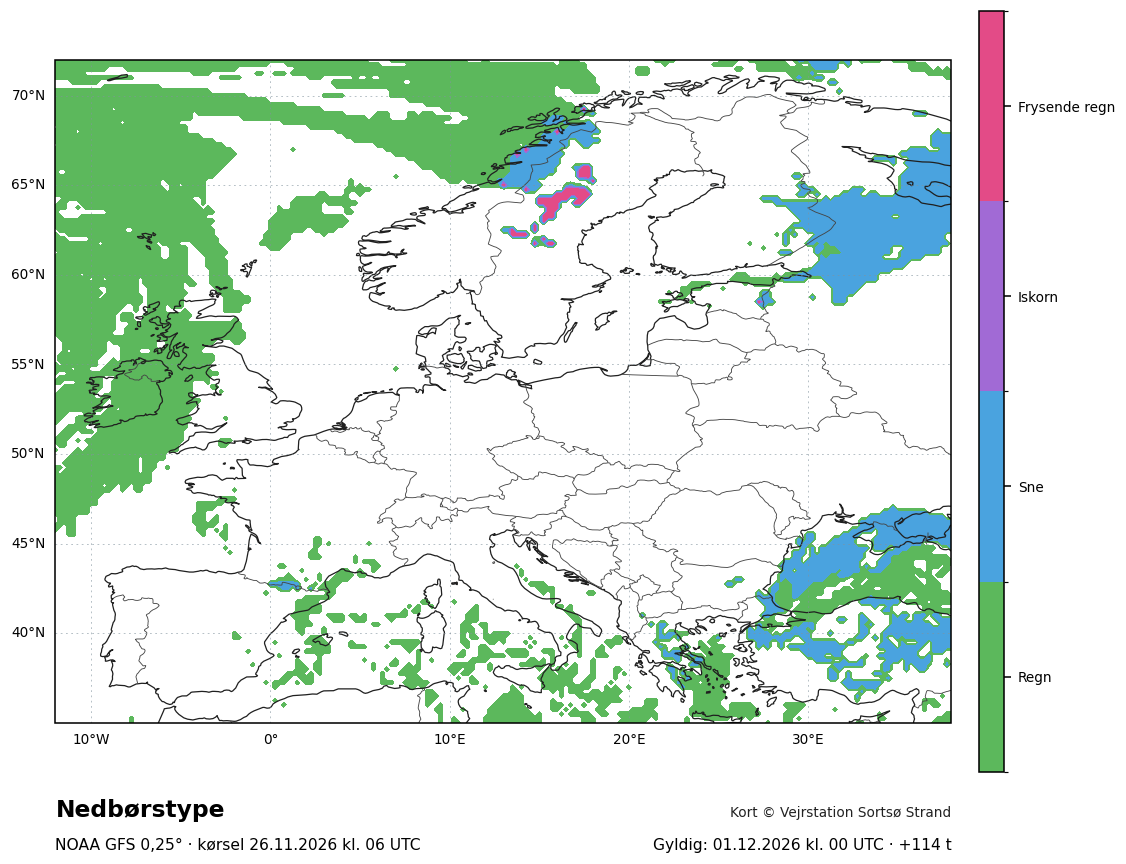 70°N
65°N
60°N
55°N
50°N
45°N
40°N
10°W
0°
10°E
20°E
30°E
Frysende regn
Iskorn
Sne
Regn
Nedbørstype
Kort © Vejrstation Sortsø Strand
NOAA GFS 0,25° · kørsel 26.11.2026 kl. 06 UTC
Gyldig: 01.12.2026 kl. 00 UTC · +114 t